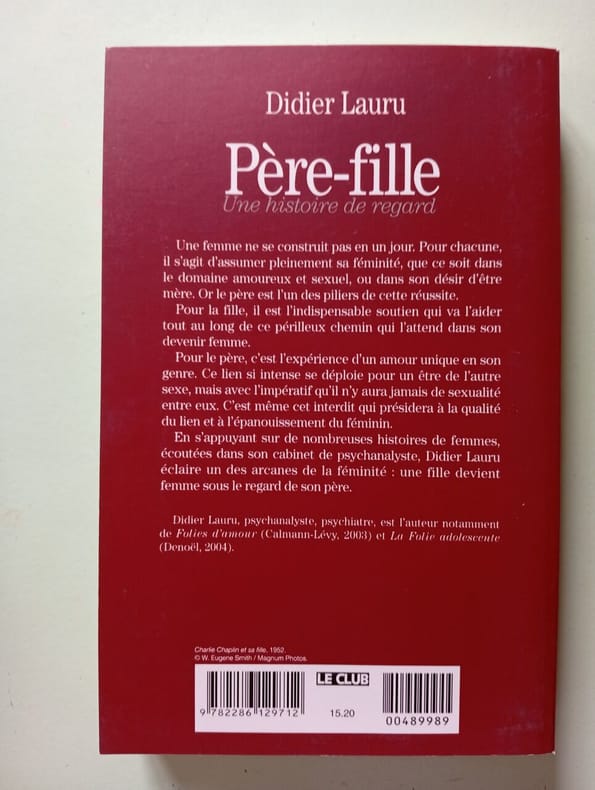 Didier Lauru
Père-fille
Une histoire de regard
Une femme ne se construit pas en un jour. Pour chacune,
il s'agit d'assumer pleinement sa féminité, que ce soit dans
le domaine amoureux et sexuel, ou dans son désir d'être
mère. Or le père est l'un des piliers de cette réussite.
Pour la fille, il est l'indispensable soutien qui va l'aider
tout au long de ce périlleux chemin qui l'attend dans son
devenir femme.
Pour le père, c'est l'expérience d'un amour unique en son
genre. Ce lien si intense se déploie pour un être de l'autre
sexe, mais avec l'impératif qu'il n'y aura jamais de sexualité
entre eux. C'est même cet interdit qui présidera à la qualité
du lien et à l'épanouissement du féminin.
En s'appuyant sur de nombreuses histoires de femmes,
écoutées dans son cabinet de psychanalyste, Didier Lauru
éclaire un des arcanes de la féminité : une fille devient
femme sous le regard de son père.
Didier Lauru, psychanalyste, psychiatre, est l'auteur notamment
de Folies d'amour (Calmann-Lévy, 2003) et La Folie adolescente
(Denoël, 2004).
Charlie Chaplin et sa fille, 1952.
© W. Eugene Smith / Magnum Photos.
LE CLUB
9 782286 129712
15.20
00489989